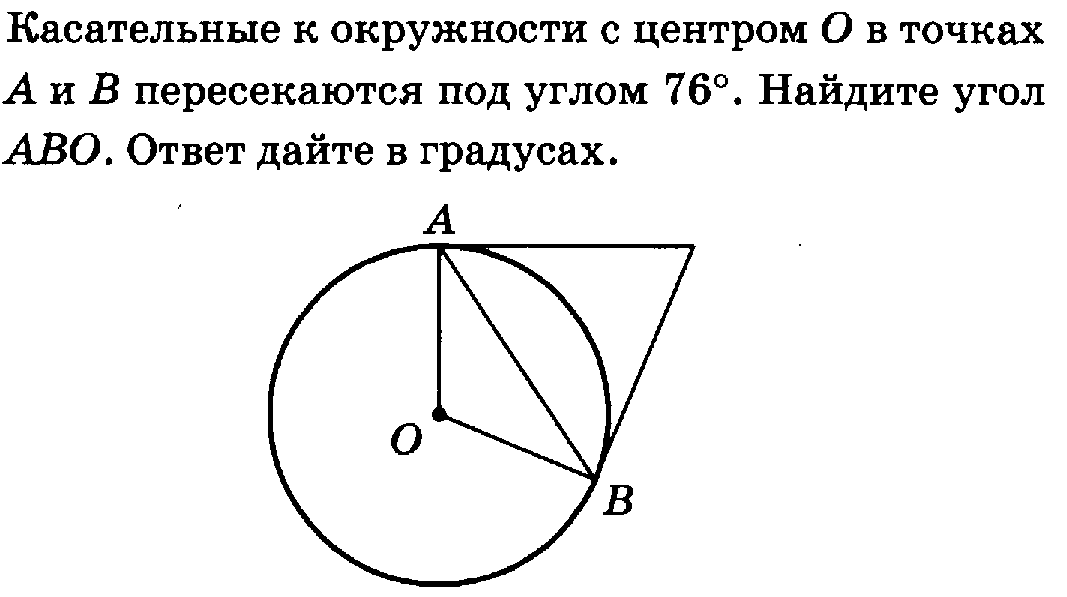 Касательные к окружности с центром O в точках
A и B пересекаются под углом 76°. Найдите угол
ABO. Ответ дайте в градусах.
A
O
B